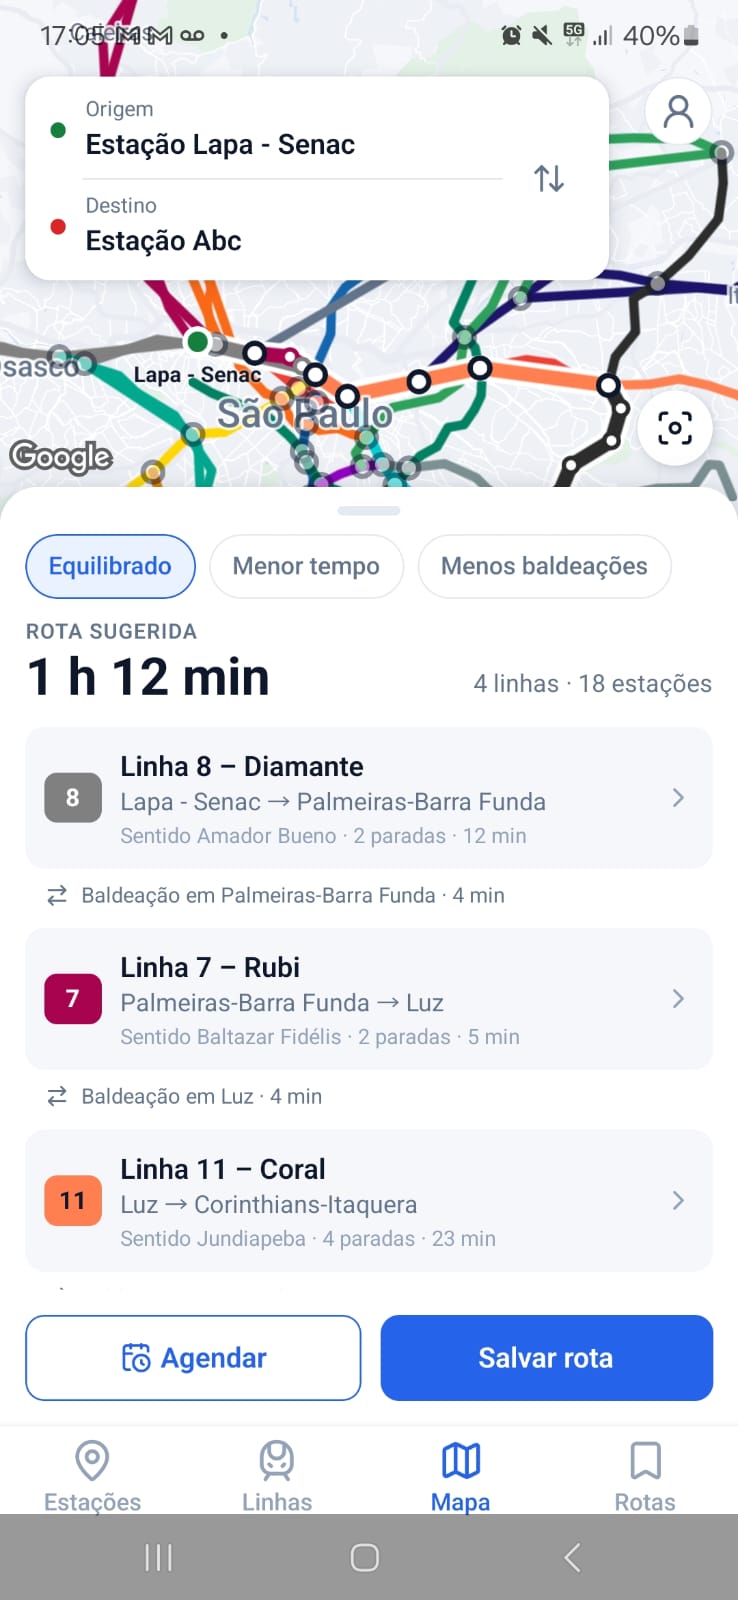 17:05
5G
40%
Origem
Estação Lapa - Senac
Destino
Estação Abc
Lapa - Senac
São Paulo
Google
Equilibrado
Menor tempo
Menos baldeações
ROTA SUGERIDA
1 h 12 min
4 linhas · 18 estações
Linha 8 – Diamante
8
Lapa - Senac → Palmeiras-Barra Funda
Sentido Amador Bueno · 2 paradas · 12 min
Baldeação em Palmeiras-Barra Funda · 4 min
Linha 7 – Rubi
7
Palmeiras-Barra Funda → Luz
Sentido Baltazar Fidélis · 2 paradas · 5 min
Baldeação em Luz · 4 min
Linha 11 – Coral
11
Luz → Corinthians-Itaquera
Sentido Jundiapeba · 4 paradas · 23 min
Agendar
Salvar rota
Estações
Linhas
Mapa
Rotas